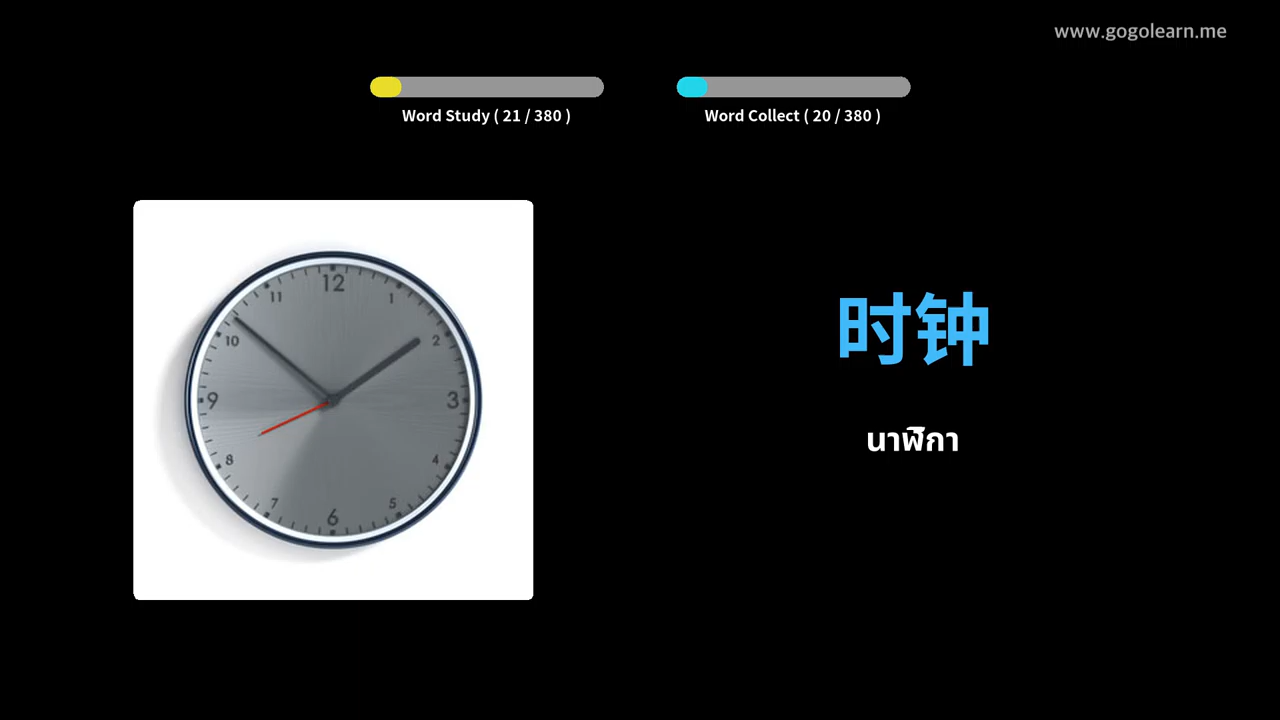 www.gogolearn.me
Word Study ( 21 / 380 )
Word Collect ( 20 / 380 )
12
11
1
10
2
9
3
8
4
7
5
6
时钟
นาฬิกา